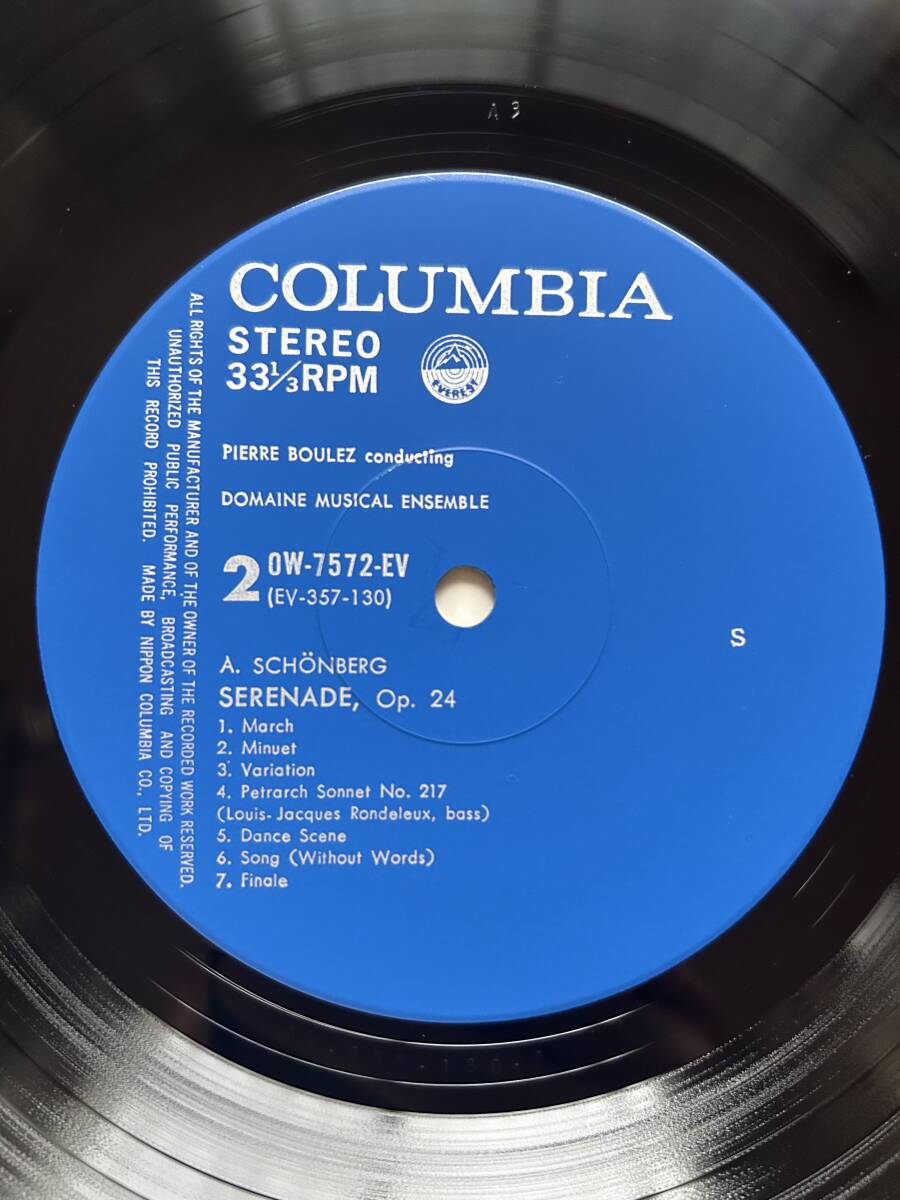 A 3
COLUMBIA
STEREO
33⅓ RPM
EVEREST
PIERRE BOULEZ conducting
DOMAINE MUSICAL ENSEMBLE
2 OW-7572-EV
(EV-357-130)
S
A. SCHÖNBERG
SERENADE, Op. 24
1. March
2. Minuet
3. Variation
4. Petrarch Sonnet No. 217
(Louis-Jacques Rondeleux, bass)
5. Dance Scene
6. Song (Without Words)
7. Finale
ALL RIGHTS OF THE MANUFACTURER AND OF THE OWNER OF THE RECORDED WORK RESERVED.
UNAUTHORIZED PUBLIC PERFORMANCE, BROADCASTING AND COPYING OF
THIS RECORD PROHIBITED. MADE BY NIPPON COLUMBIA CO., LTD.